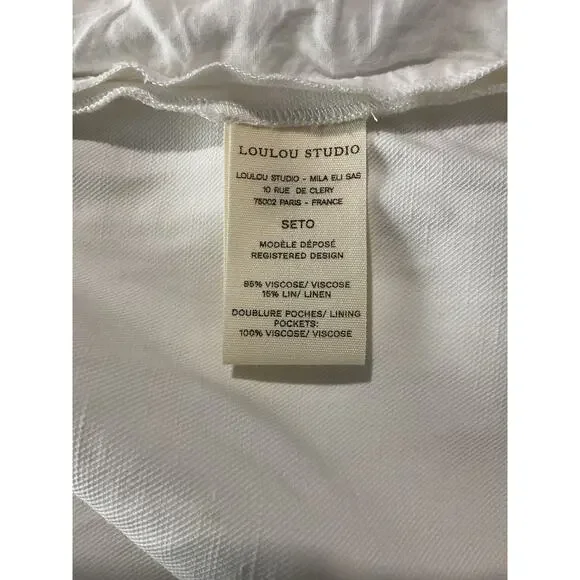 LOULOU STUDIO
LOULOU STUDIO - MILA ELI SAS
10 RUE DE CLERY
75002 PARIS - FRANCE
SETO
MODÈLE DÉPOSÉ
REGISTERED DESIGN
85% VISCOSE/ VISCOSE
15% LIN/ LINEN
DOUBLURE POCHES/ LINING
POCKETS:
100% VISCOSE/ VISCOSE